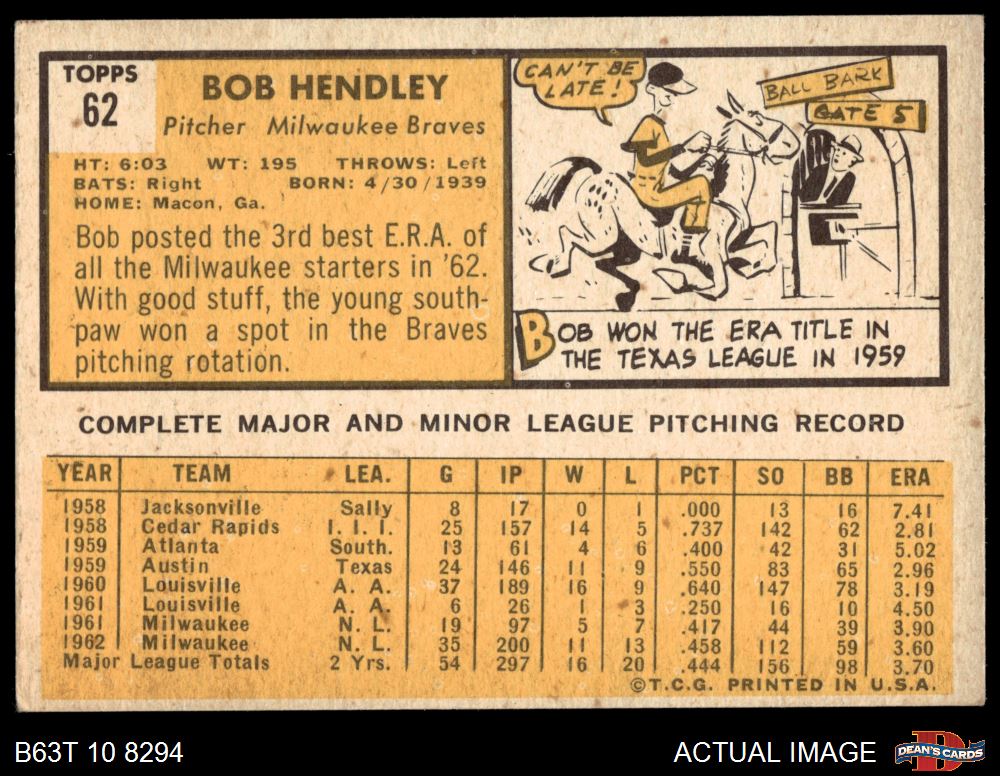 TOPPS
62
BOB HENDLEY
Pitcher Milwaukee Braves
HT: 6:03 WT: 195 THROWS: Left
BATS: Right BORN: 4/30/1939
HOME: Macon, Ga.
Bob posted the 3rd best E.R.A. of
all the Milwaukee starters in '62.
With good stuff, the young south-
paw won a spot in the Braves
pitching rotation.
CAN'T BE
LATE!
BALL BARK
GATE 5
BOB WON THE ERA TITLE IN
THE TEXAS LEAGUE IN 1959
COMPLETE MAJOR AND MINOR LEAGUE PITCHING RECORD
YEAR TEAM LEA. G IP W L PCT SO BB ERA
1958 Jacksonville Sally 8 17 0 1 .000 13 16 7.41
1958 Cedar Rapids I. I. I. 25 157 14 5 .737 142 62 2.81
1959 Atlanta South. 13 61 4 6 .400 42 31 5.02
1959 Austin Texas 24 146 11 9 .550 83 65 2.96
1960 Louisville A. A. 37 189 16 9 .640 147 78 3.19
1961 Louisville A. A. 6 26 1 3 .250 16 10 4.50
1961 Milwaukee N. L. 19 97 5 7 .417 44 39 3.90
1962 Milwaukee N. L. 35 200 11 13 .458 112 59 3.60
Major League Totals 2 Yrs. 54 297 16 20 .444 156 98 3.70
©T.C.G. PRINTED IN U.S.A.
B63T 10 8294
ACTUAL IMAGE
DEAN'S CARDS